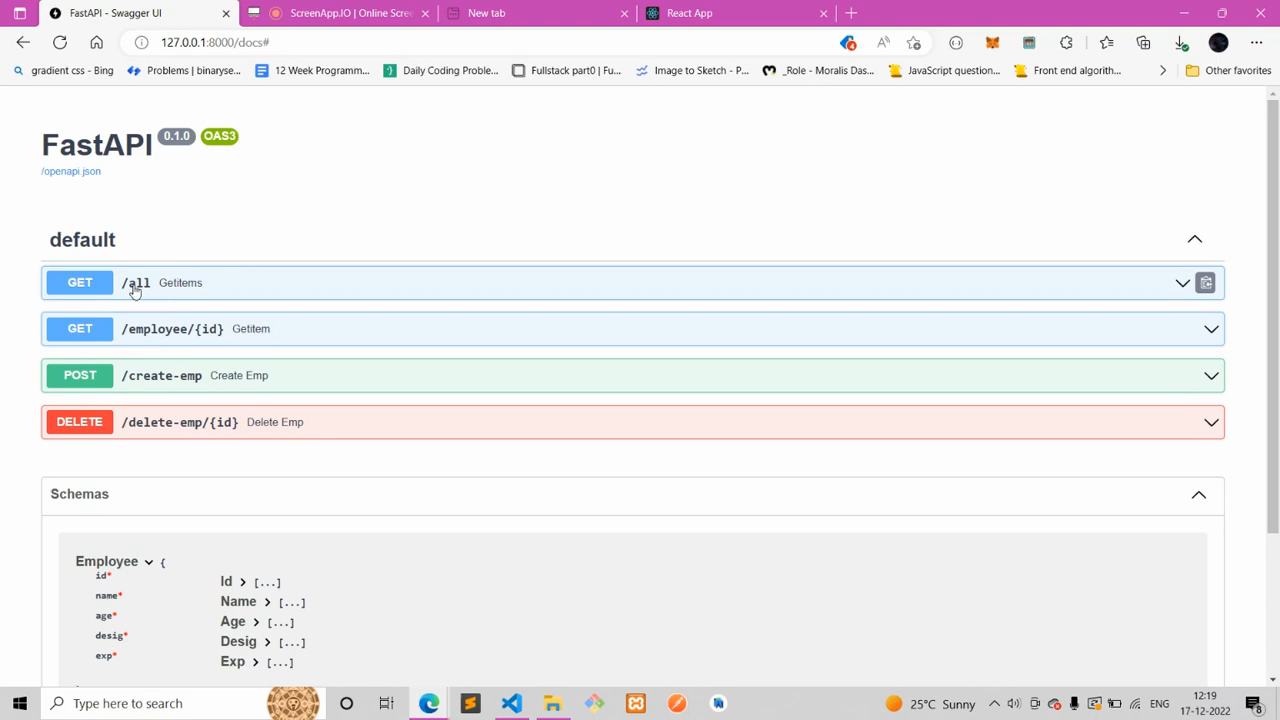 FastAPI - Swagger UI
ScreenApp.IO | Online Scre
New tab
React App
127.0.0.1:8000/docs#
4
gradient css - Bing
Problems | binaryse...
12 Week Programm...
Daily Coding Proble...
Fullstack part0 | Fu...
Image to Sketch - P...
_Role - Moralis Das...
JavaScript question...
Front end algorith...
Other favorites
FastAPI 0.1.0 OAS3
/openapi.json
default
GET /all Getitems
GET /employee/{id} Getitem
POST /create-emp Create Emp
DELETE /delete-emp/{id} Delete Emp
Schemas
Employee {
id* Id > [...]
name* Name > [...]
age* Age > [...]
desig* Desig > [...]
exp* Exp > [...]
Type here to search
25°C Sunny
ENG
12:19
17-12-2022
8